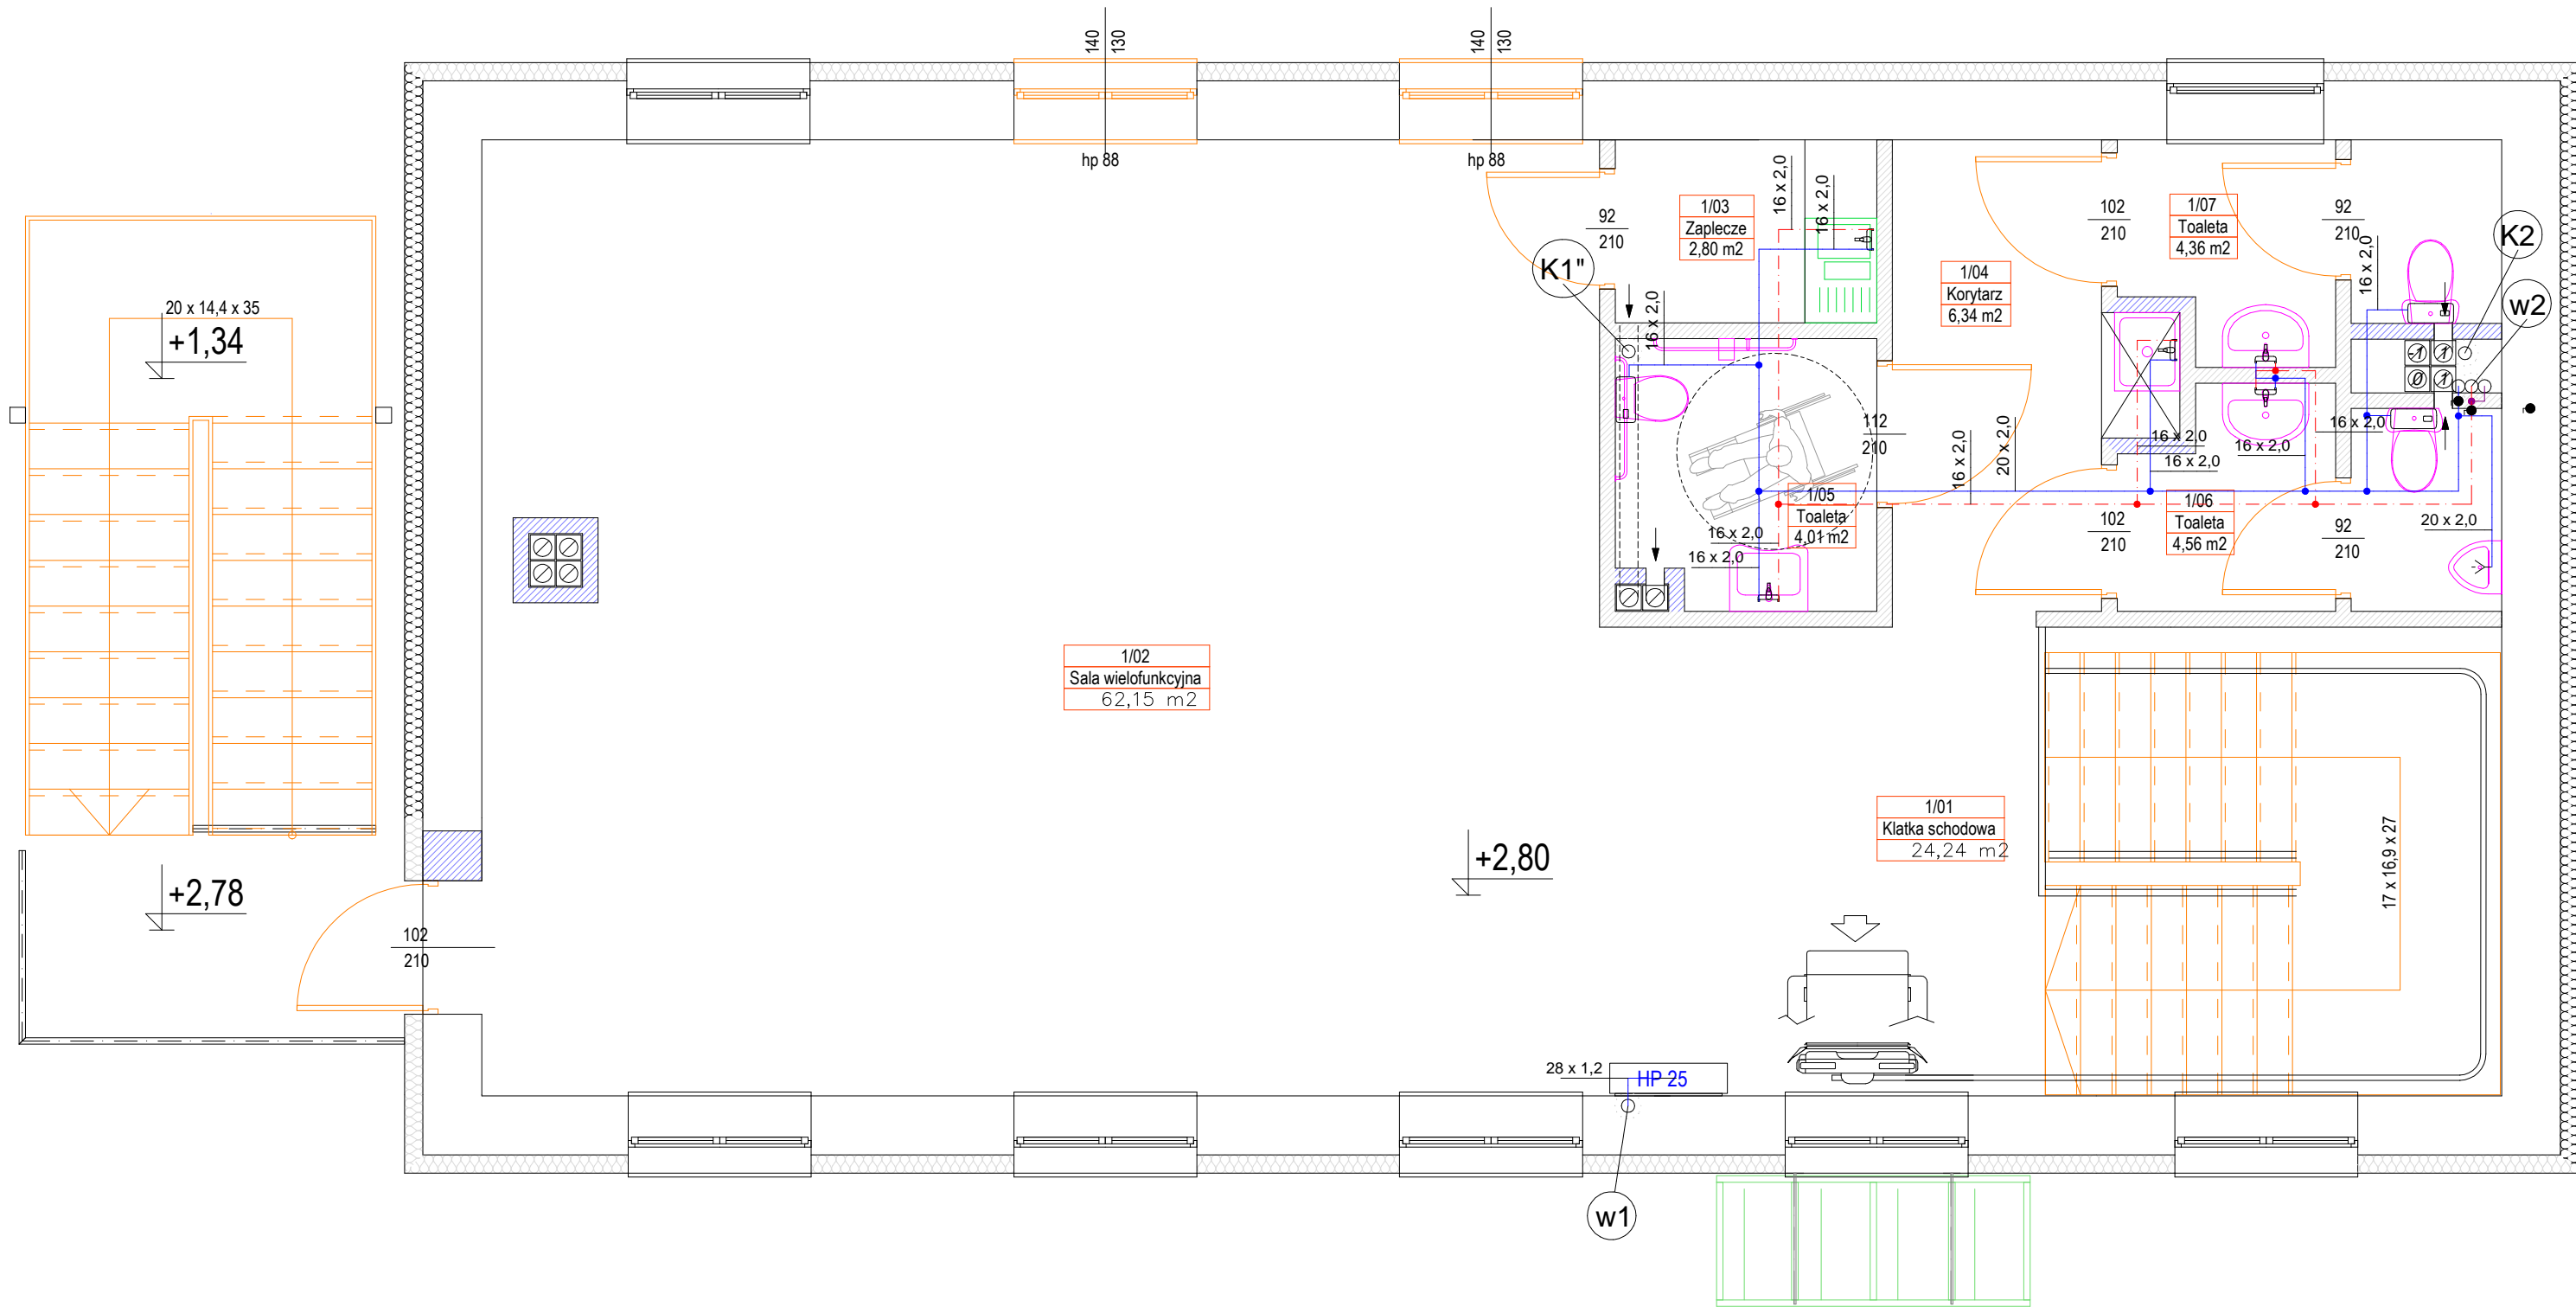 140
130
140
130
hp 88
hp 88
20 x 14,4 x 35
+1,34
+2,78
102
210
1/02
Sala wielofunkcyjna
62,15 m2
+2,80
92
210
1/03
Zaplecze
2,80 m2
16 x 2,0
16 x 2,0
K1"
16 x 2,0
1/04
Korytarz
6,34 m2
102
210
1/07
Toaleta
4,36 m2
92
210
16 x 2,0
K2
w2
-1
1
0
1
112
210
16 x 2,0
20 x 2,0
16 x 2,0
16 x 2,0
16 x 2,0
16 x 2,0
1/05
Toaleta
4,01 m2
16 x 2,0
16 x 2,0
102
210
1/06
Toaleta
4,56 m2
92
210
20 x 2,0
1/01
Klatka schodowa
24,24 m2
17 x 16,9 x 27
28 x 1,2
HP 25
w1